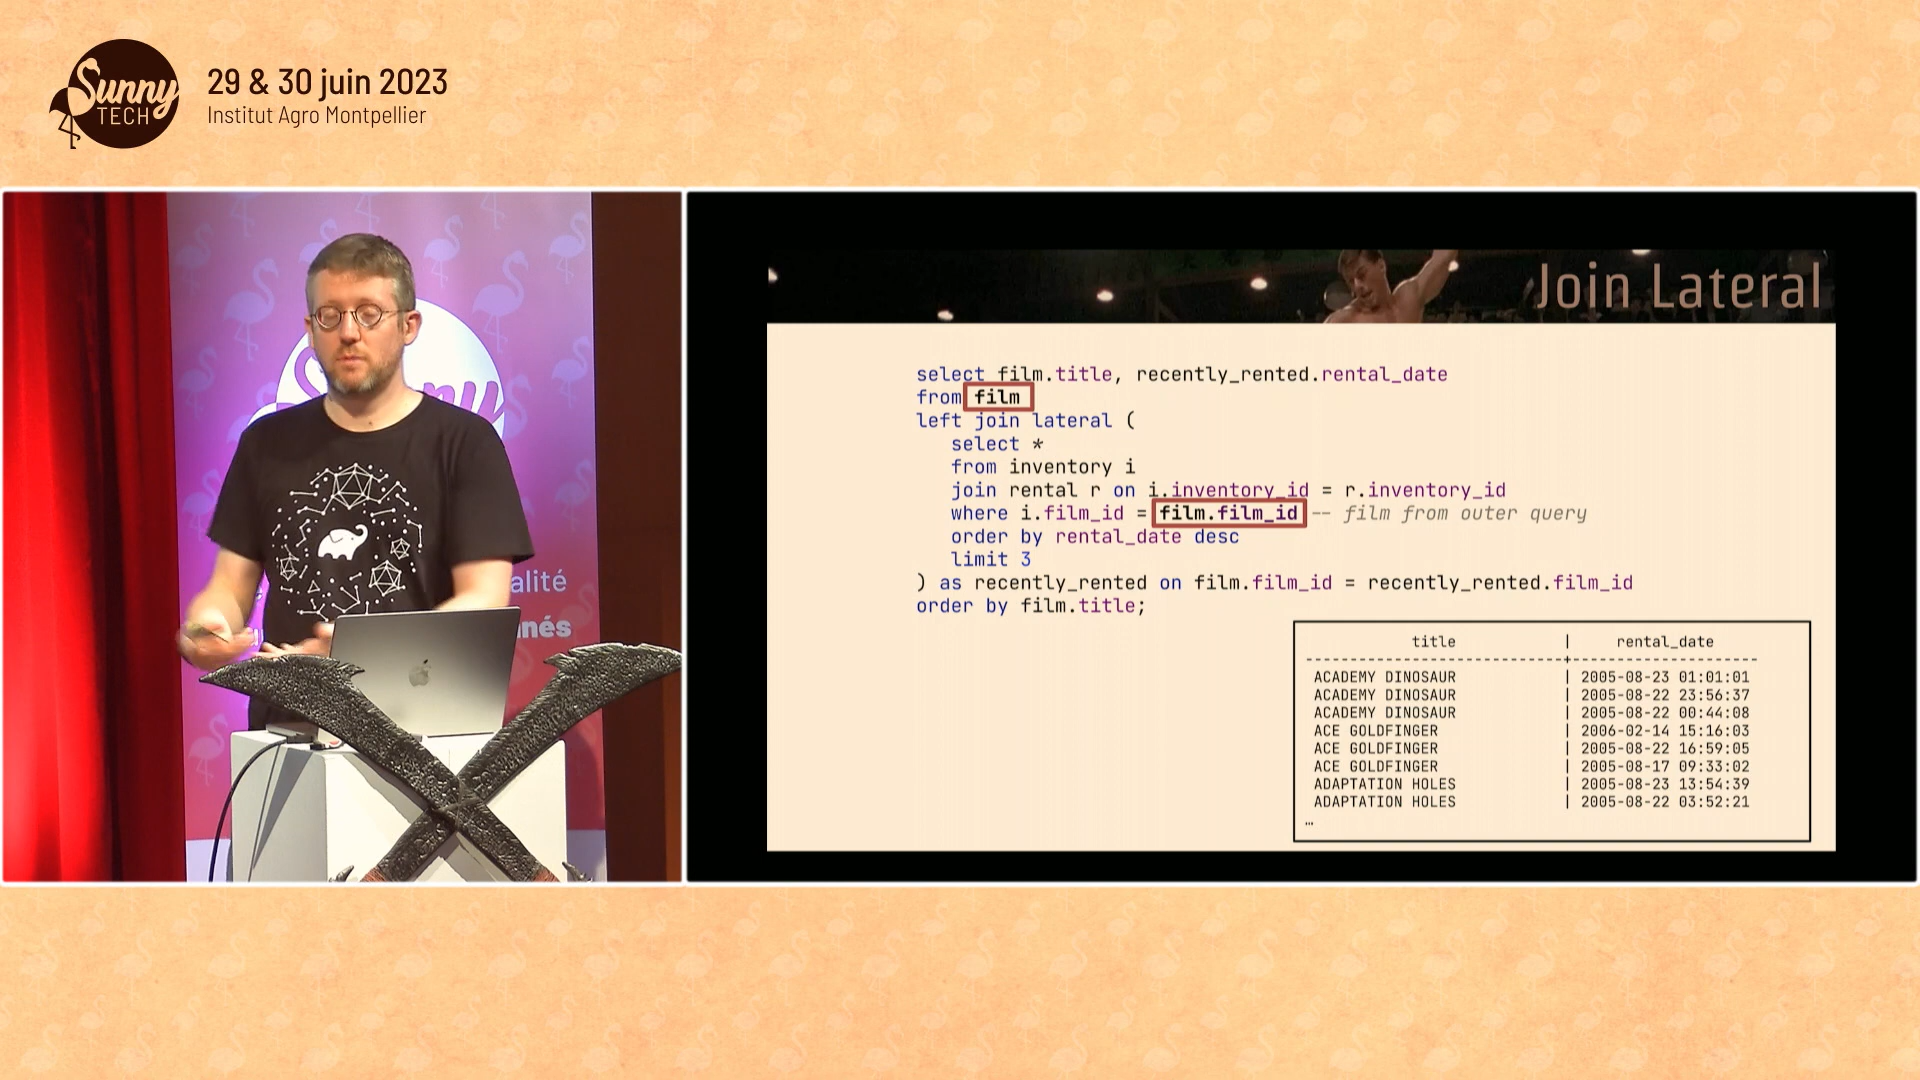 Sunny
TECH
29 & 30 juin 2023
Institut Agro Montpellier
alité
nés
Join Lateral
select film.title, recently_rented.rental_date
from film
left join lateral (
select *
from inventory i
join rental r on i.inventory_id = r.inventory_id
where i.film_id = film.film_id -- film from outer query
order by rental_date desc
limit 3
) as recently_rented on film.film_id = recently_rented.film_id
order by film.title;
title | rental_date
------------------------------+----------------------
ACADEMY DINOSAUR | 2005-08-23 01:01:01
ACADEMY DINOSAUR | 2005-08-22 23:56:37
ACADEMY DINOSAUR | 2005-08-22 00:44:08
ACE GOLDFINGER | 2006-02-14 15:16:03
ACE GOLDFINGER | 2005-08-22 16:59:05
ACE GOLDFINGER | 2005-08-17 09:33:02
ADAPTATION HOLES | 2005-08-23 13:54:39
ADAPTATION HOLES | 2005-08-22 03:52:21
…